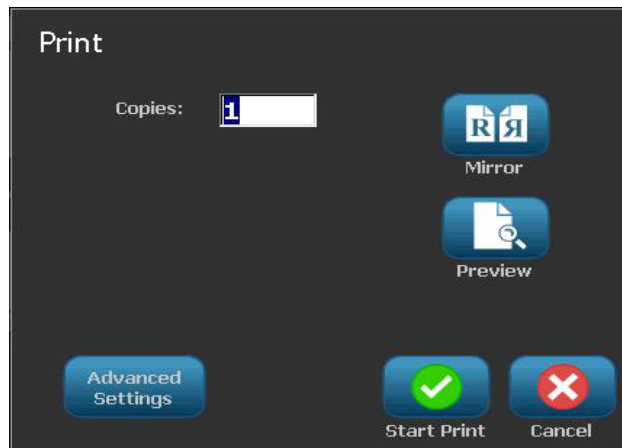 Print
Copies: 1
R Я
Mirror
Preview
Advanced
Settings
Start Print
Cancel